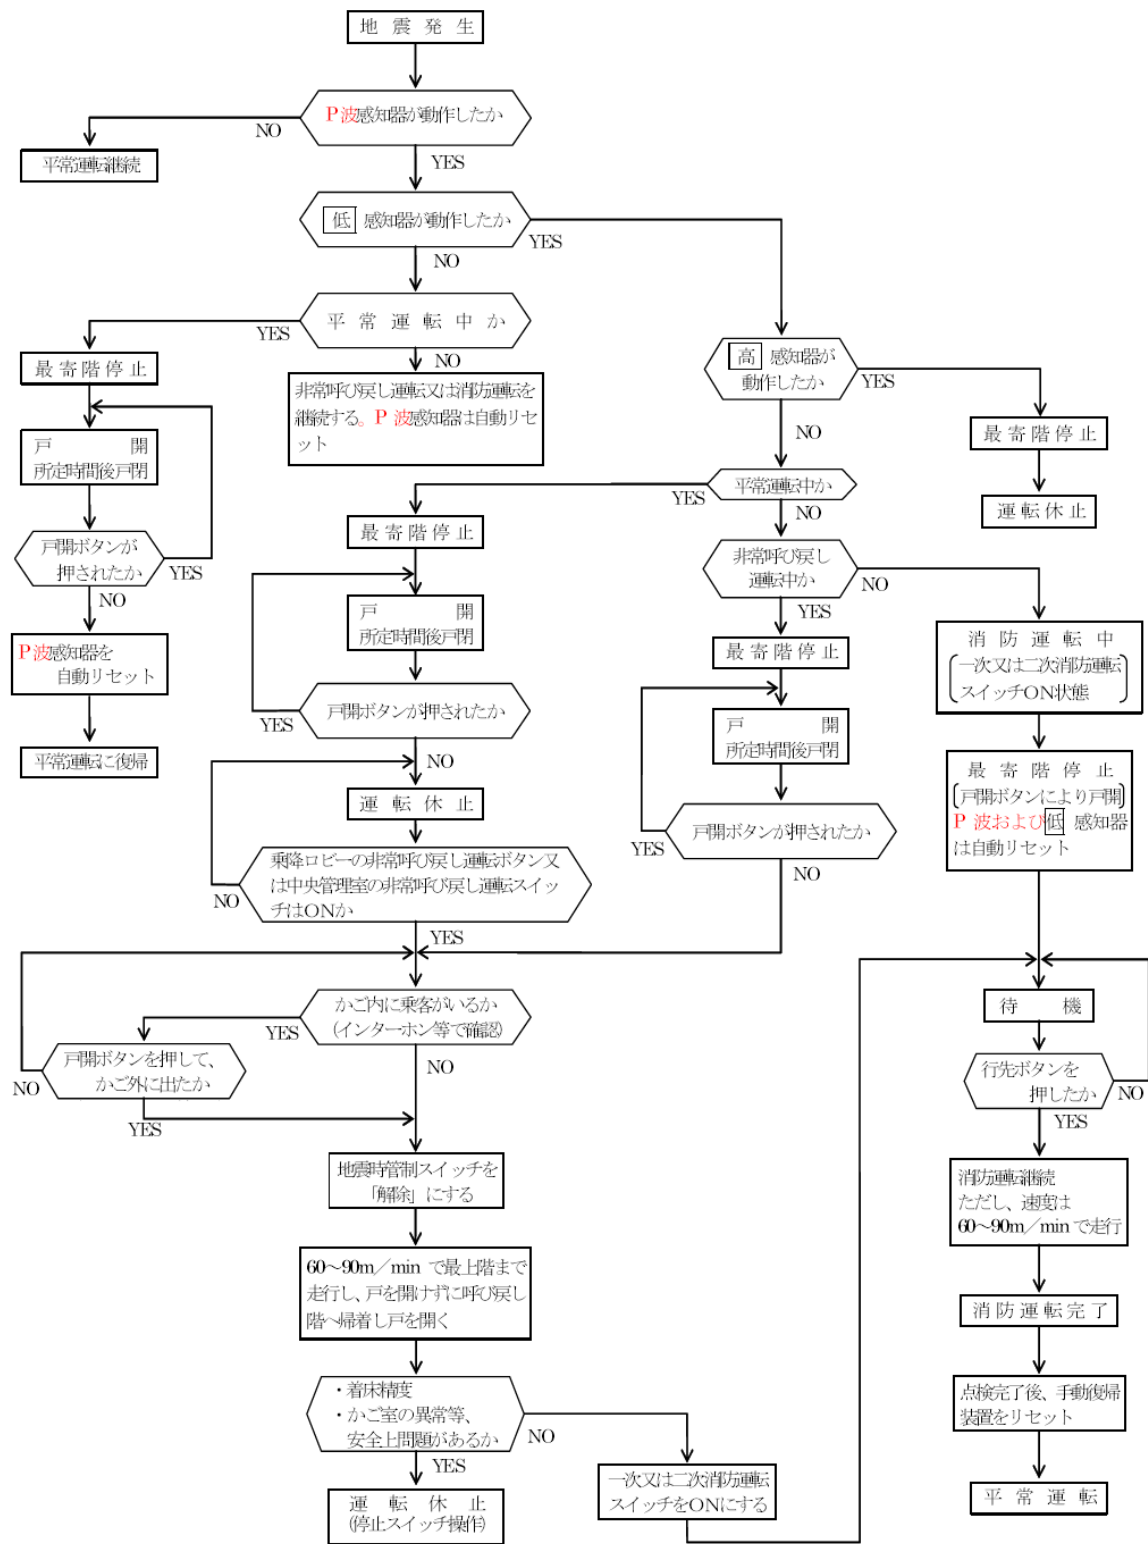 地震発生
P波感知器が動作したか
NO
平常運転継続
YES
低 感知器が動作したか
YES
NO
平常運転中か
YES
NO
最寄階停止
非常呼び戻し運転又は消防運転を
継続する。P 波感知器は自動リセ
ット
高 感知器が
動作したか
YES
NO
最寄階停止
運転休止
戸　　開
所定時間後戸閉
戸開ボタンが
押されたか
YES
NO
P波感知器を
自動リセット
平常運転に復帰
平常運転中か
YES
NO
最寄階停止
戸　　開
所定時間後戸閉
戸開ボタンが押されたか
YES
NO
運転休止
乗降ロビーの非常呼び戻し運転ボタン又
は中央管理室の非常呼び戻し運転スイッ
チはONか
NO
YES
非常呼び戻し
運転中か
NO
YES
最寄階停止
戸　　開
所定時間後戸閉
戸開ボタンが押されたか
YES
NO
消防運転中
一次又は二次消防運転
スイッチON状態
最寄階停止
(戸開ボタンにより戸開)
P 波および低 感知器
は自動リセット
かご内に乗客がいるか
(インターホン等で確認)
YES
NO
戸開ボタンを押して、
かご外に出たか
NO
YES
待　　機
行先ボタンを
押したか
NO
YES
地震時管制スイッチを
「解除」にする
消防運転継続
ただし、速度は
60～90m／min で走行
60～90m／min で最上階まで
走行し、戸を開けずに呼び戻し
階へ帰着し戸を開く
消防運転完了
・着床精度
・かご室の異常等、
安全上問題があるか
NO
YES
点検完了後、手動復帰
装置をリセット
運転休止
(停止スイッチ操作)
一次又は二次消防運転
スイッチをONにする
平常運転